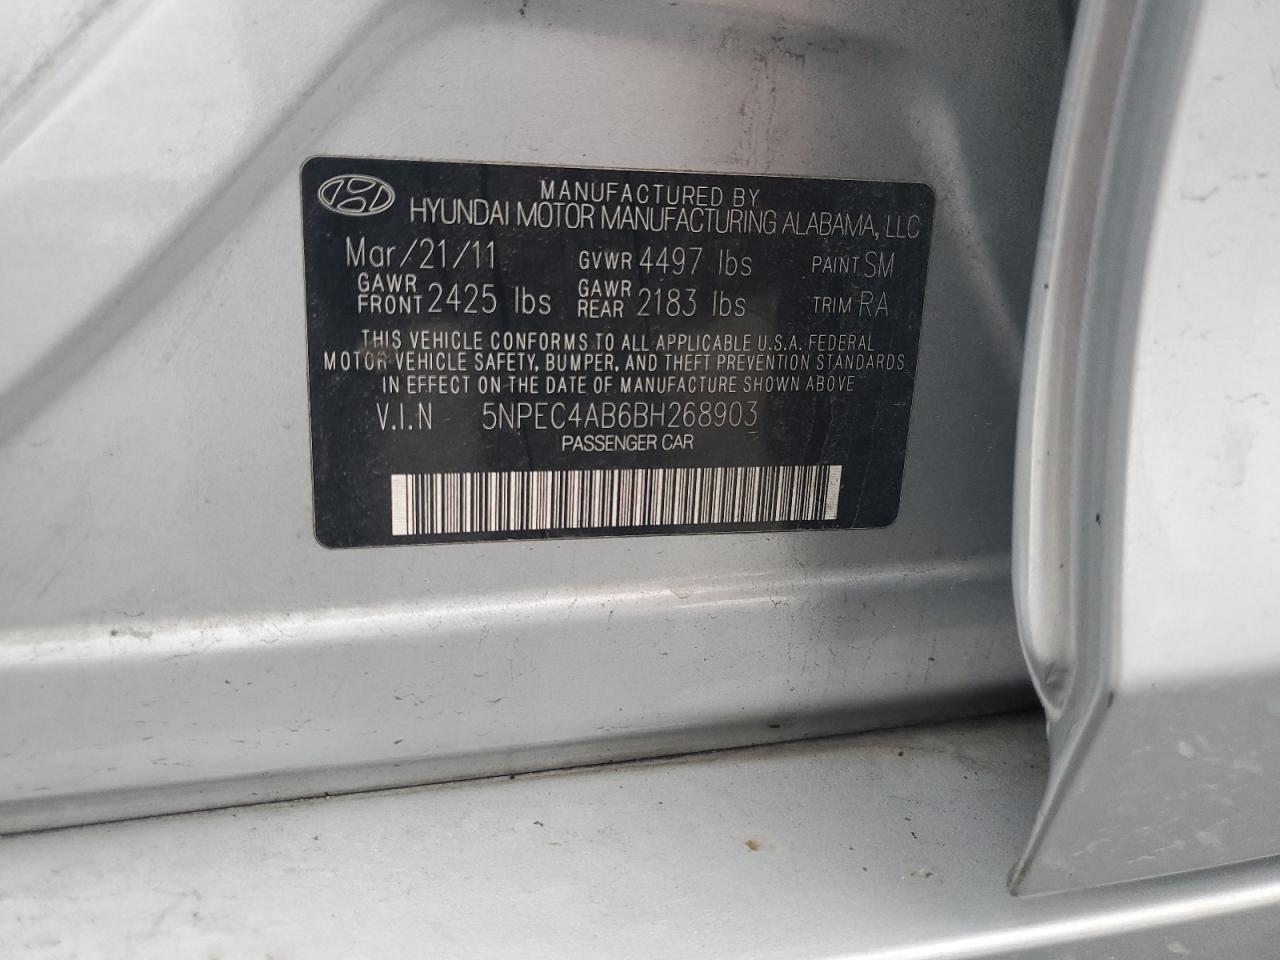 MANUFACTURED BY
HYUNDAI MOTOR MANUFACTURING ALABAMA, LLC
Mar/21/11 GVWR 4497 lbs PAINT SM
GAWR FRONT 2425 lbs GAWR REAR 2183 lbs TRIM RA
THIS VEHICLE CONFORMS TO ALL APPLICABLE U.S.A. FEDERAL
MOTOR VEHICLE SAFETY, BUMPER, AND THEFT PREVENTION STANDARDS
IN EFFECT ON THE DATE OF MANUFACTURE SHOWN ABOVE
V.I.N 5NPEC4AB6BH268903
PASSENGER CAR